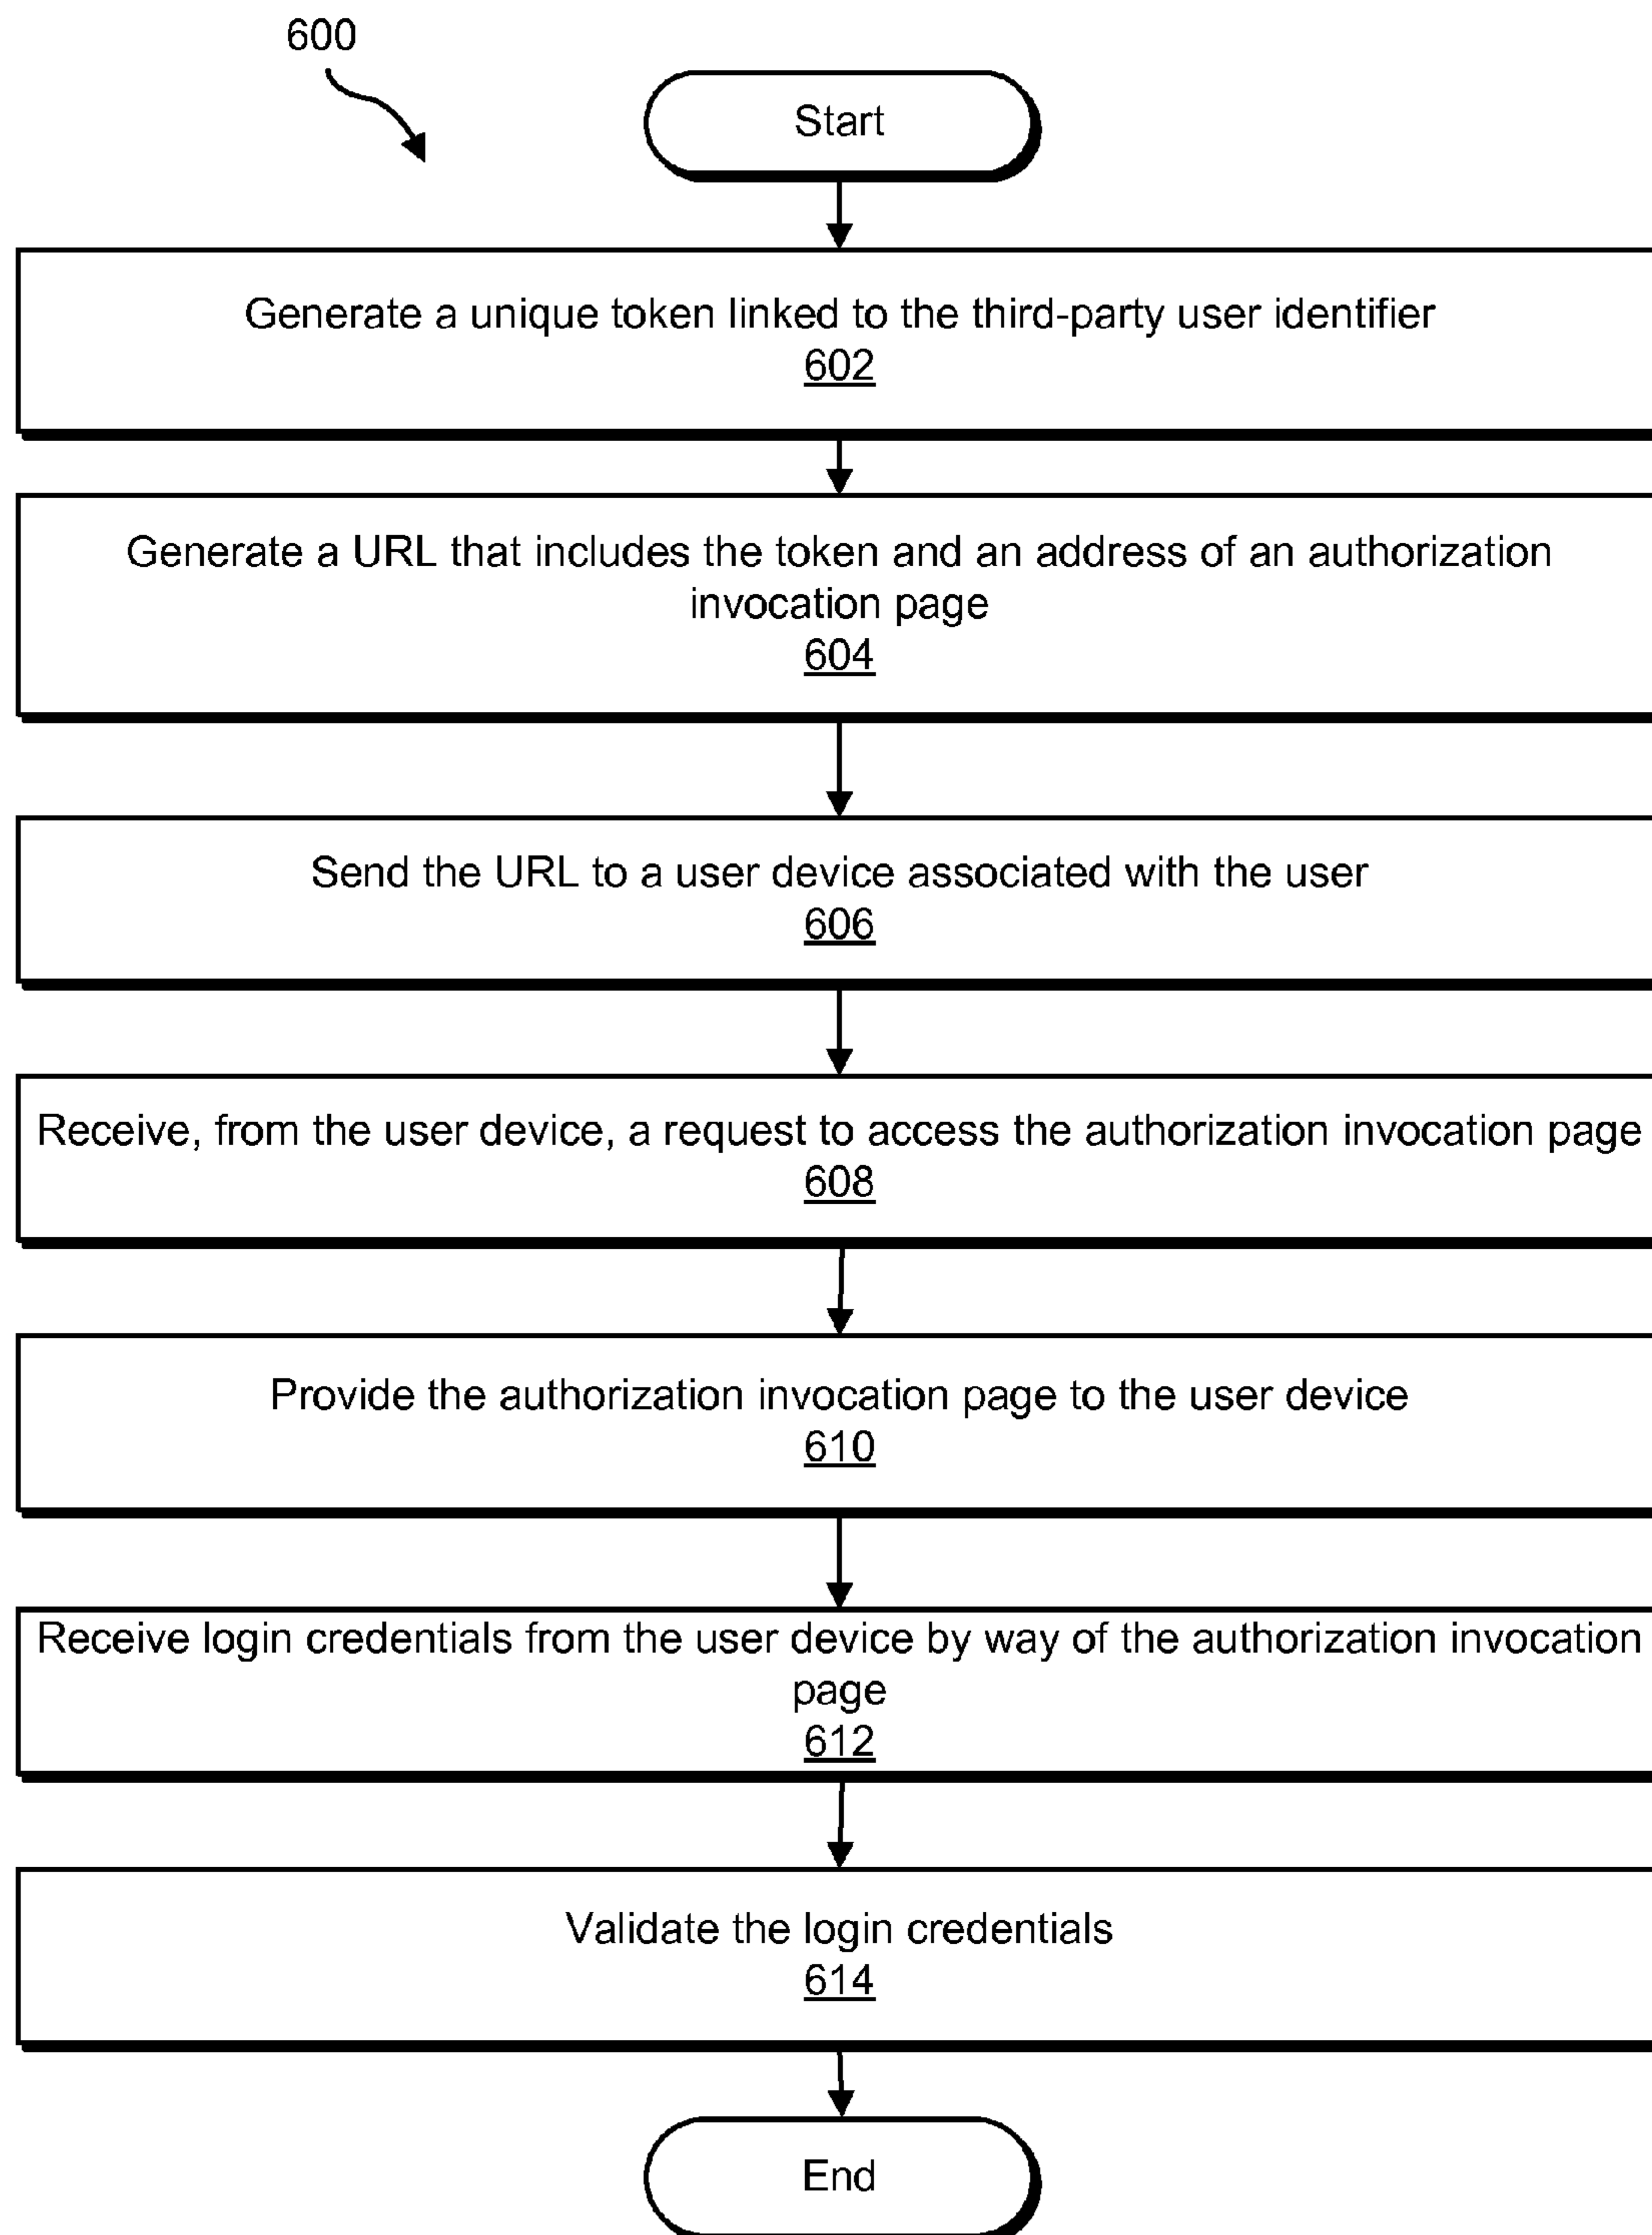 600
Start
Generate a unique token linked to the third-party user identifier
602
Generate a URL that includes the token and an address of an authorization
invocation page
604
Send the URL to a user device associated with the user
606
Receive, from the user device, a request to access the authorization invocation page
608
Provide the authorization invocation page to the user device
610
Receive login credentials from the user device by way of the authorization invocation
page
612
Validate the login credentials
614
End